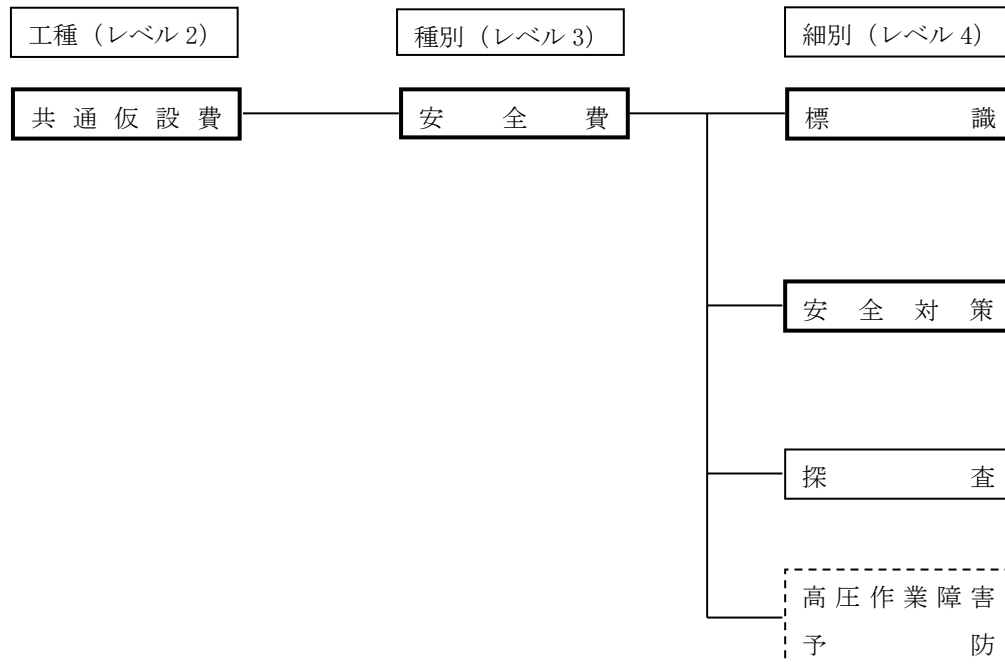 工種（レベル2） 種別（レベル3） 細別（レベル4）
共通仮設費 安全費 標識
安全対策
探査
高圧作業障害
予防